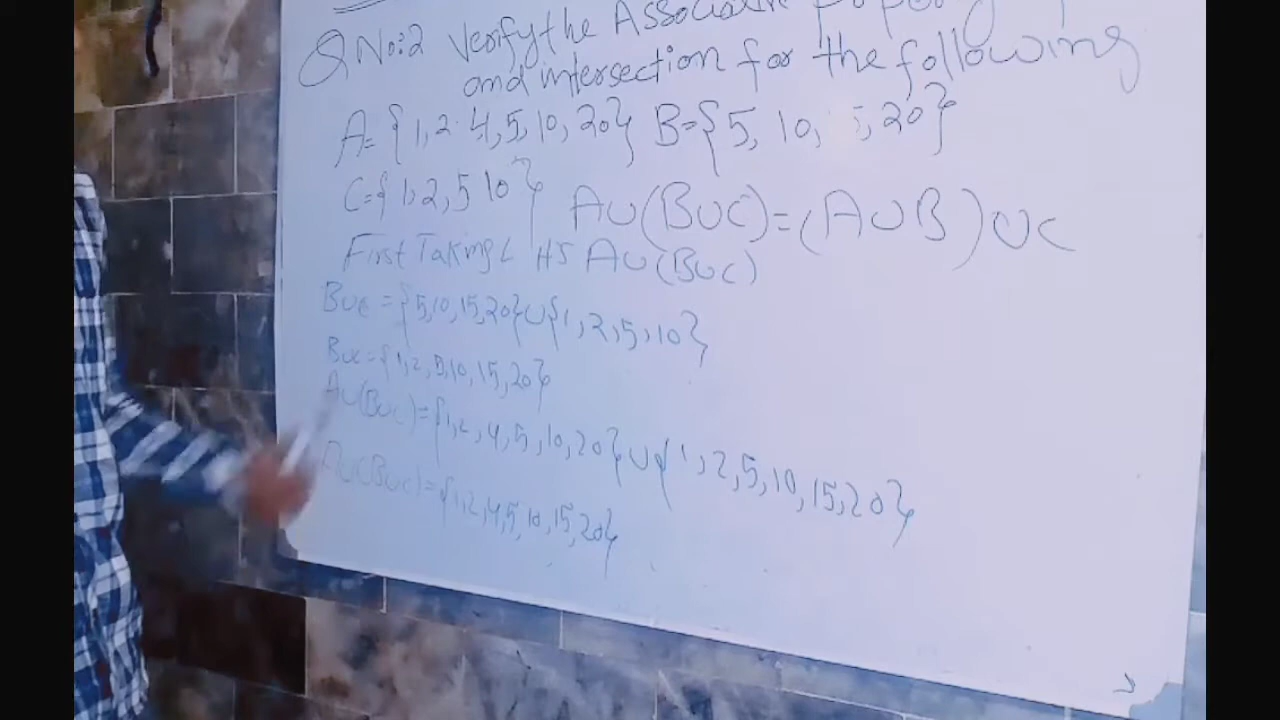 Q No:2 Verify the Associative property
and intersection for the following
A= {1,2 4,5,10,20} B={5, 10, , 20}
C={ 1,2,5 10 } AU(BUC)=(AUB)UC
First Taking L HS AU(BUC)
BUC = {5,10,15,20}U{1,2,5,10}
BUC={1,2,5,10,15,20}
AU(BUC)={1,2,4,5,10,20}U{1,2,5,10,15,20}
AU(BUC)={1,2,4,5,10,15,20}